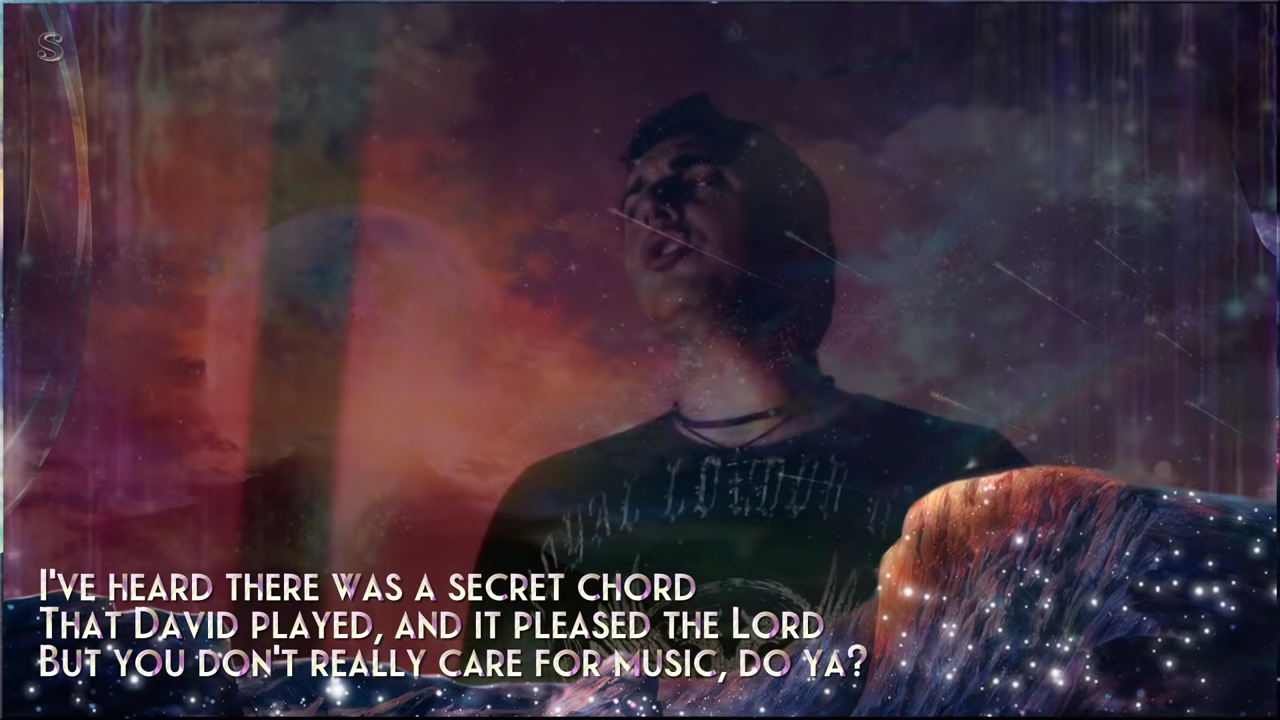 S
I'VE HEARD THERE WAS A SECRET CHORD
THAT DAVID PLAYED, AND IT PLEASED THE LORD
BUT YOU DON'T REALLY CARE FOR MUSIC, DO YA?
LONDON